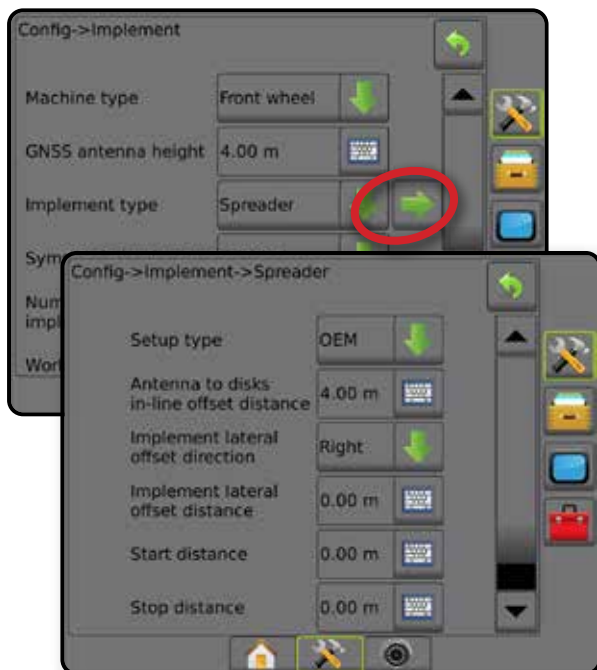 Config->Implement
Machine type
Front wheel
GNSS antenna height
4.00 m
Implement type
Spreader
Config->Implement->Spreader
Setup type
OEM
Antenna to disks
in-line offset distance
4.00 m
Implement lateral
offset direction
Right
Implement lateral
offset distance
0.00 m
Start distance
0.00 m
Stop distance
0.00 m